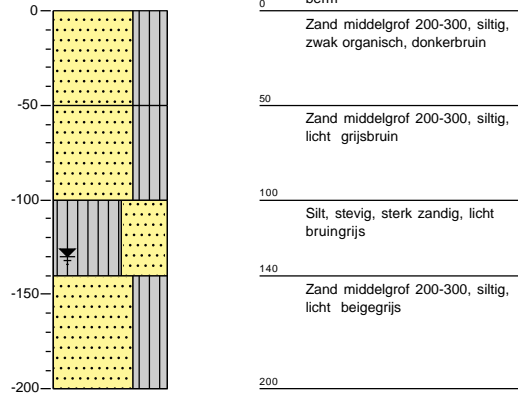 berm
0
0
Zand middelgrof 200-300, siltig,
zwak organisch, donkerbruin
-50
50
Zand middelgrof 200-300, siltig,
licht grijsbruin
-100
100
Silt, stevig, sterk zandig, licht
bruingrijs
140
-150
Zand middelgrof 200-300, siltig,
licht beigegrijs
-200
200